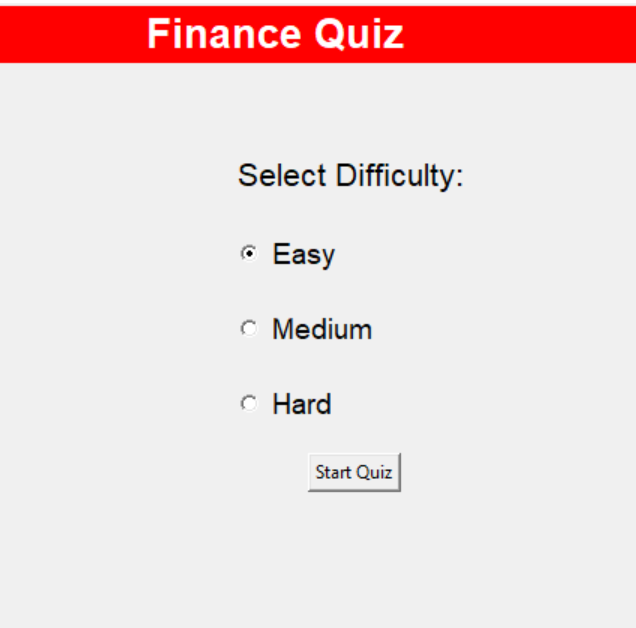 Finance Quiz
Select Difficulty:
Easy
Medium
Hard
Start Quiz